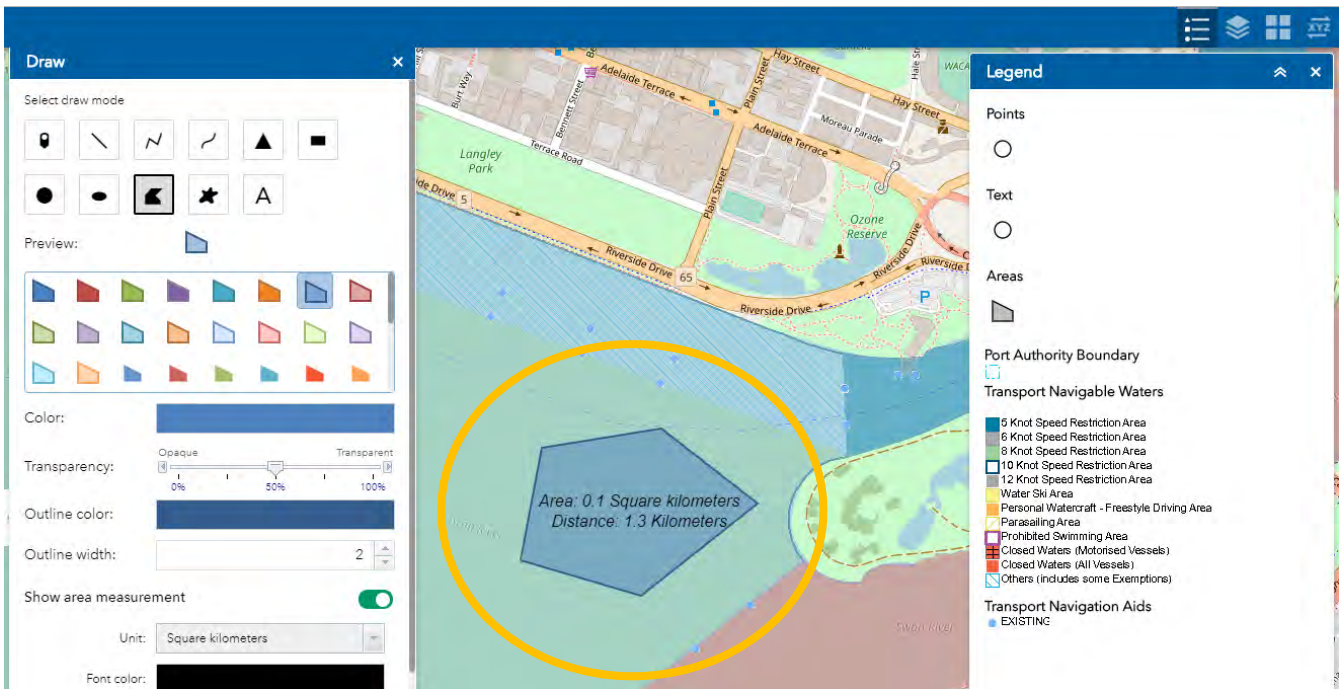 XYZ
Draw
×
Select draw mode
A
Preview:
Color:
Transparency:
Opaque
Transparent
0%
50%
100%
Outline color:
Outline width:
2
Show area measurement
Unit:
Square kilometers
Font color:
Burt Way
Bennett Street
Adelaide Terrace
Terrace Road
Langley
Park
Riverside Drive
5
Plain Street
Plain Street
Hay Street
Hay Street
WACA
Moreau Parade
Adelaide Terrace
Ozone
Reserve
Riverside Drive
65
Riverside Drive
Riverside Drive
P
Area: 0.1 Square kilometers
Distance: 1.3 Kilometers
Swan River
Legend
×
Points
Text
Areas
Port Authority Boundary
Transport Navigable Waters
5 Knot Speed Restriction Area
6 Knot Speed Restriction Area
8 Knot Speed Restriction Area
10 Knot Speed Restriction Area
12 Knot Speed Restriction Area
Water Ski Area
Personal Watercraft - Freestyle Driving Area
Parasailing Area
Prohibited Swimming Area
Closed Waters (Motorised Vessels)
Closed Waters (All Vessels)
Others (includes some Exemptions)
Transport Navigation Aids
EXISTING